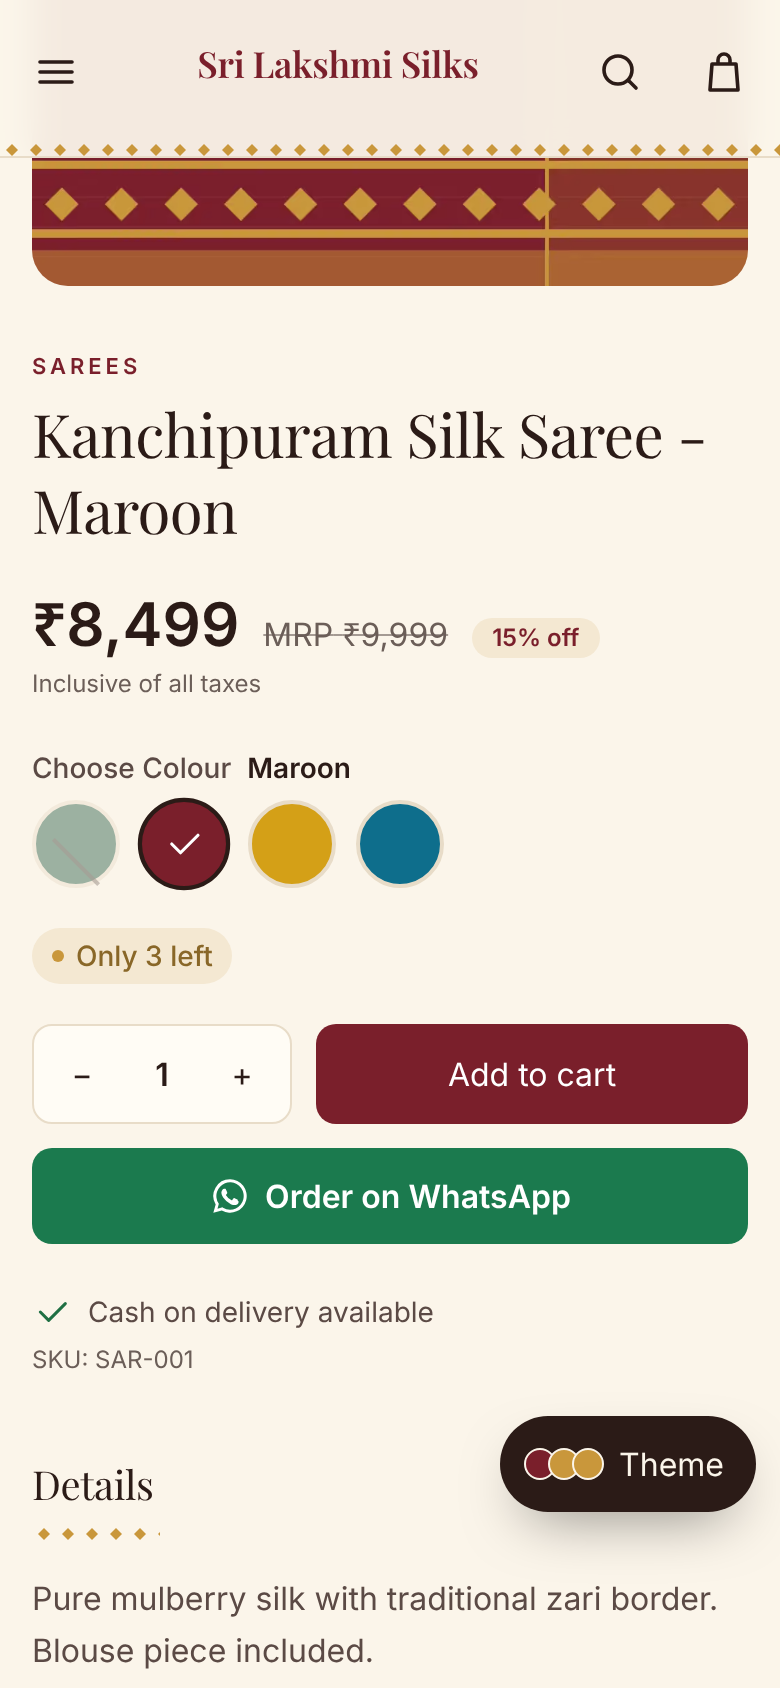 Sri Lakshmi Silks
SAREES
Kanchipuram Silk Saree –
Maroon
₹8,499 MRP ₹9,999 15% off
Inclusive of all taxes
Choose Colour Maroon
Only 3 left
− 1 + Add to cart
Order on WhatsApp
Cash on delivery available
SKU: SAR-001
Theme
Details
Pure mulberry silk with traditional zari border.
Blouse piece included.